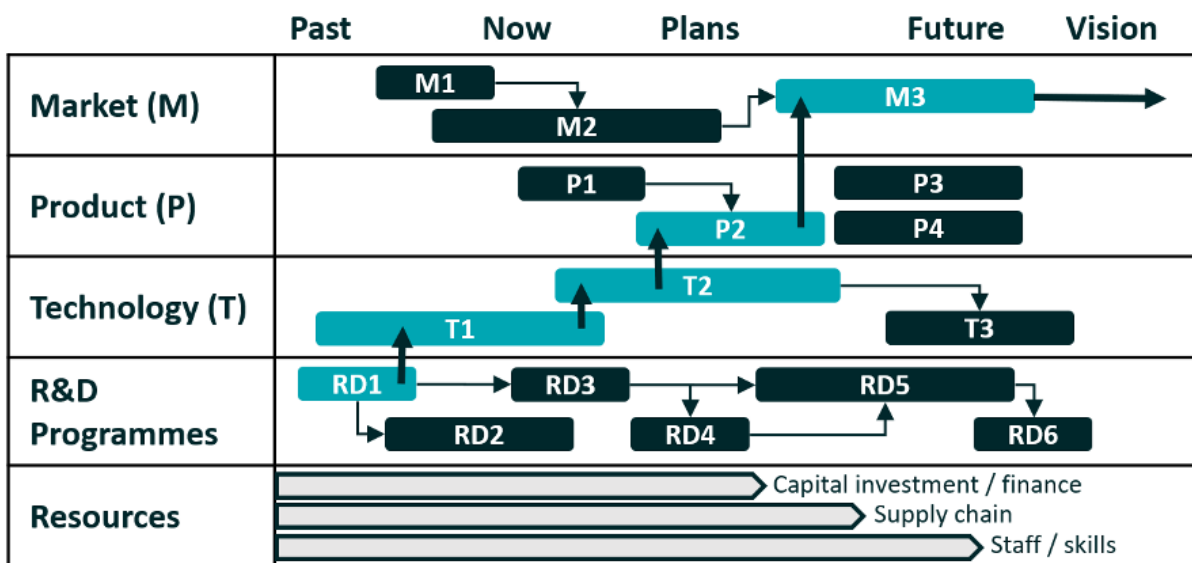 Past Now Plans Future Vision
Market (M)
M1
M2
M3
Product (P)
P1
P2
P3
P4
Technology (T)
T1
T2
T3
R&D
Programmes
RD1
RD2
RD3
RD4
RD5
RD6
Resources
Capital investment / finance
Supply chain
Staff / skills